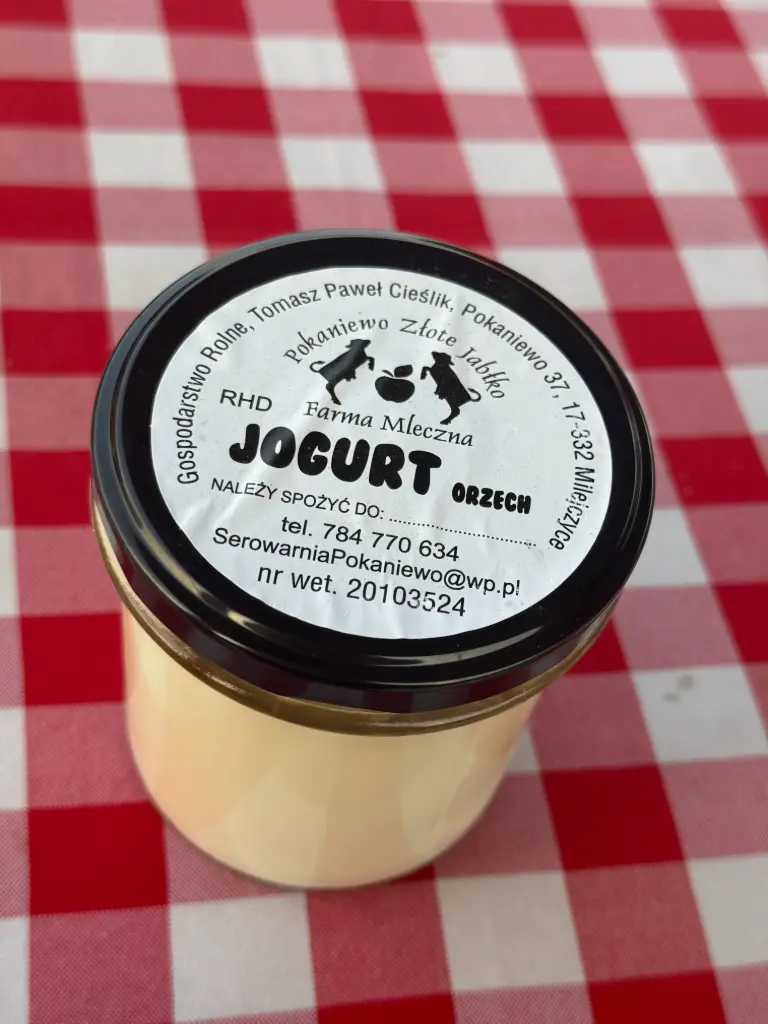 Gospodarstwo Rolne, Tomasz Paweł Cieślik, Pokaniewo 37, 17-332 Milejczyce
Pokaniewo Złote Jabłko
RHD
Farma Mleczna
JOGURT ORZECH
NALEŻY SPOŻYĆ DO: ............................
tel. 784 770 634
SerowarniaPokaniewo@wp.pl
nr wet. 20103524